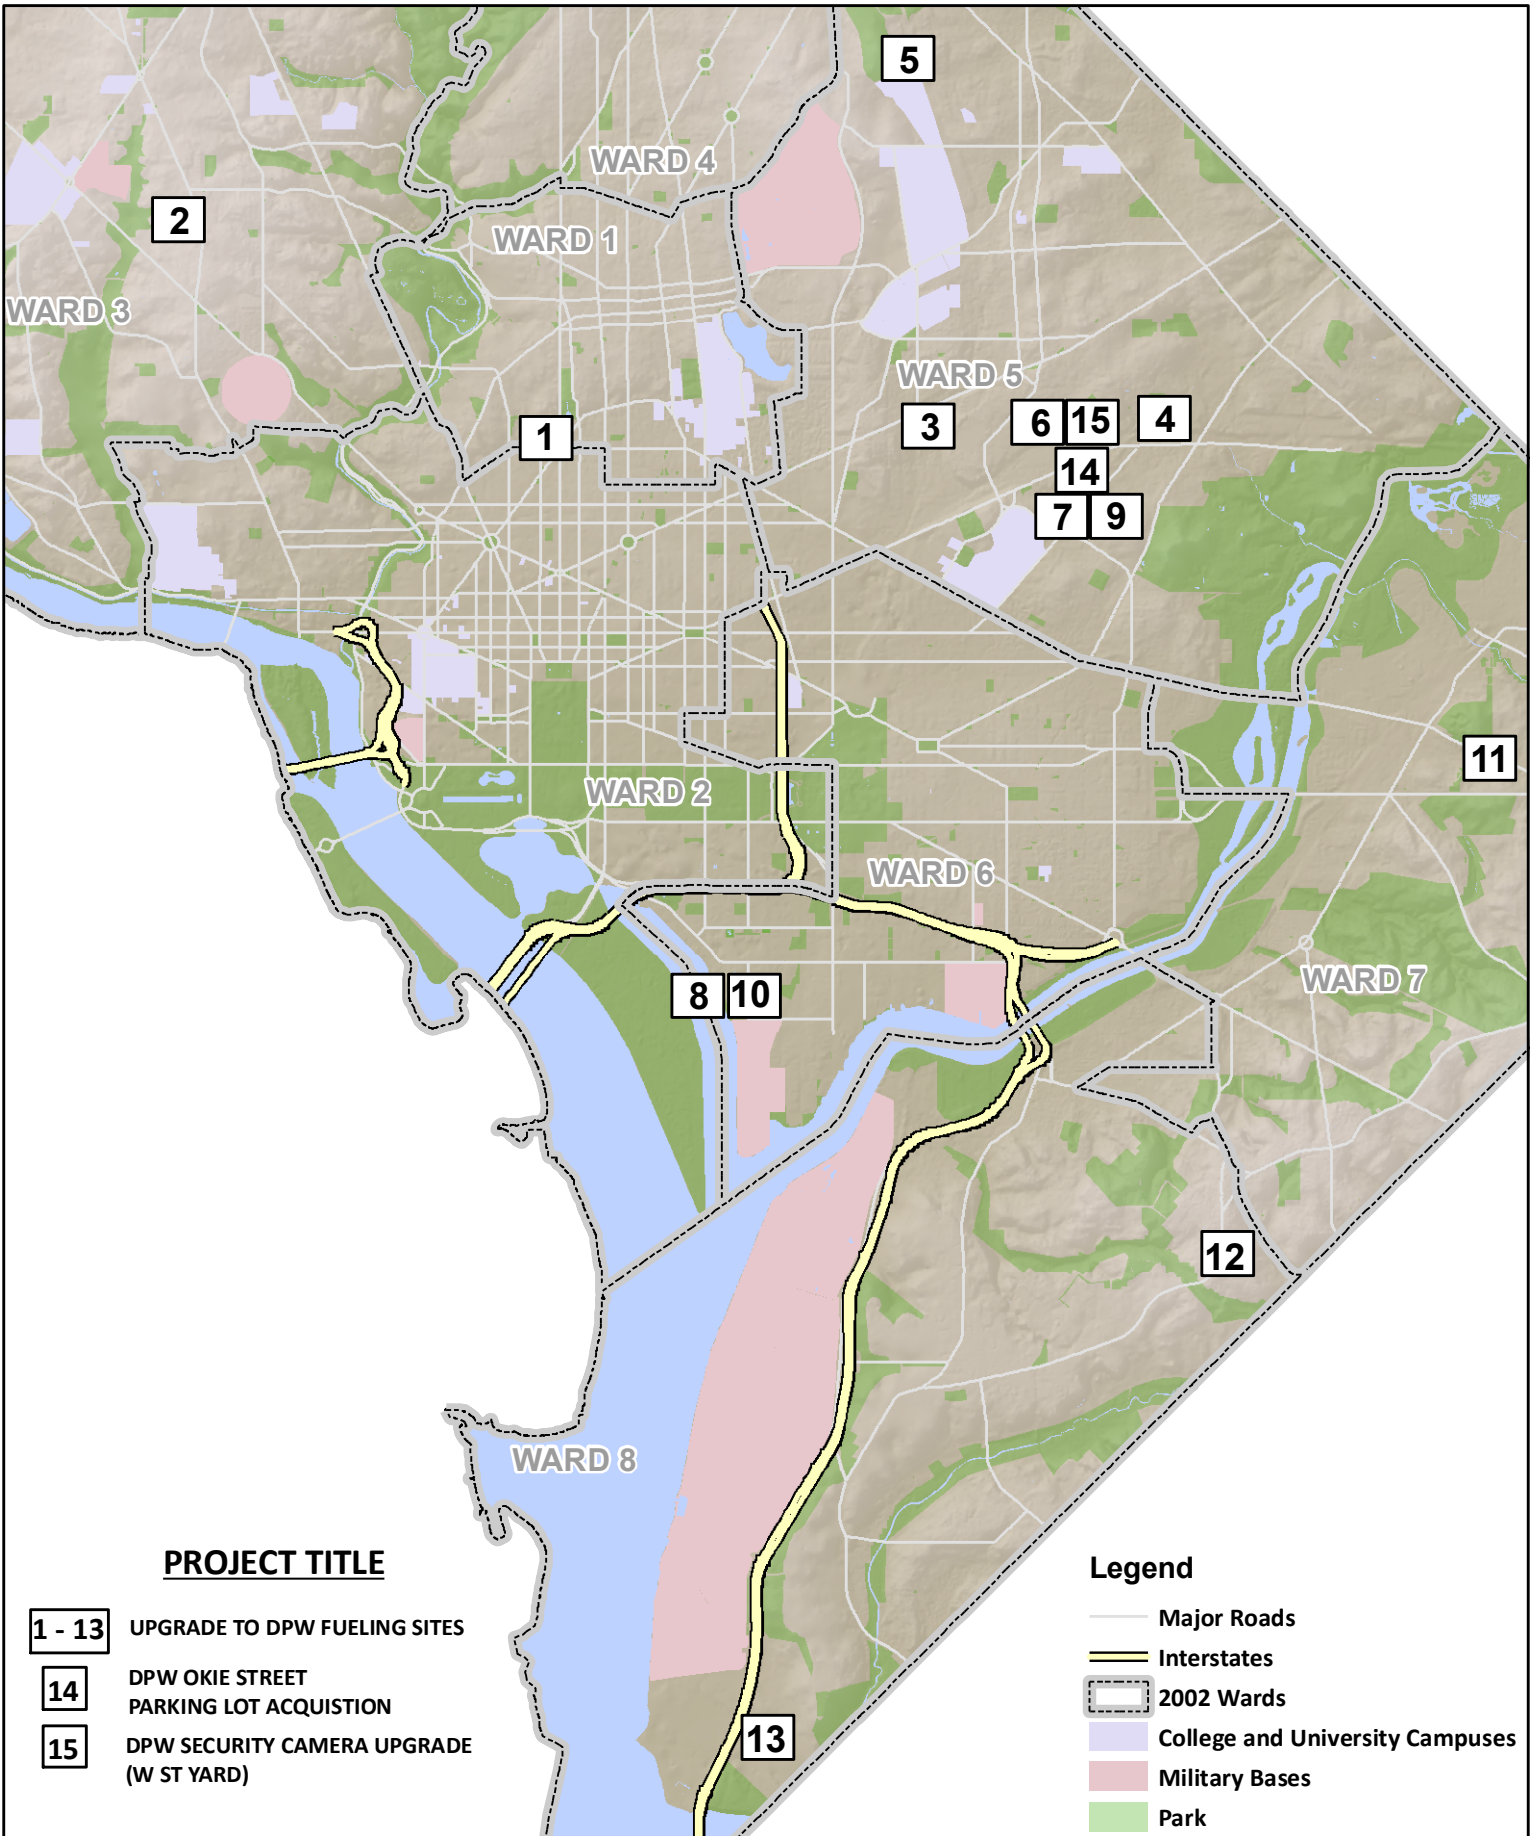 5
WARD 4
2
WARD 1
WARD 3
WARD 5
3
6
15
4
1
14
7
9
11
WARD 2
WARD 6
WARD 7
8
10
12
WARD 8
13
PROJECT TITLE
1 - 13 UPGRADE TO DPW FUELING SITES
14 DPW OKIE STREET
PARKING LOT ACQUISTION
15 DPW SECURITY CAMERA UPGRADE
(W ST YARD)
Legend
Major Roads
Interstates
2002 Wards
College and University Campuses
Military Bases
Park